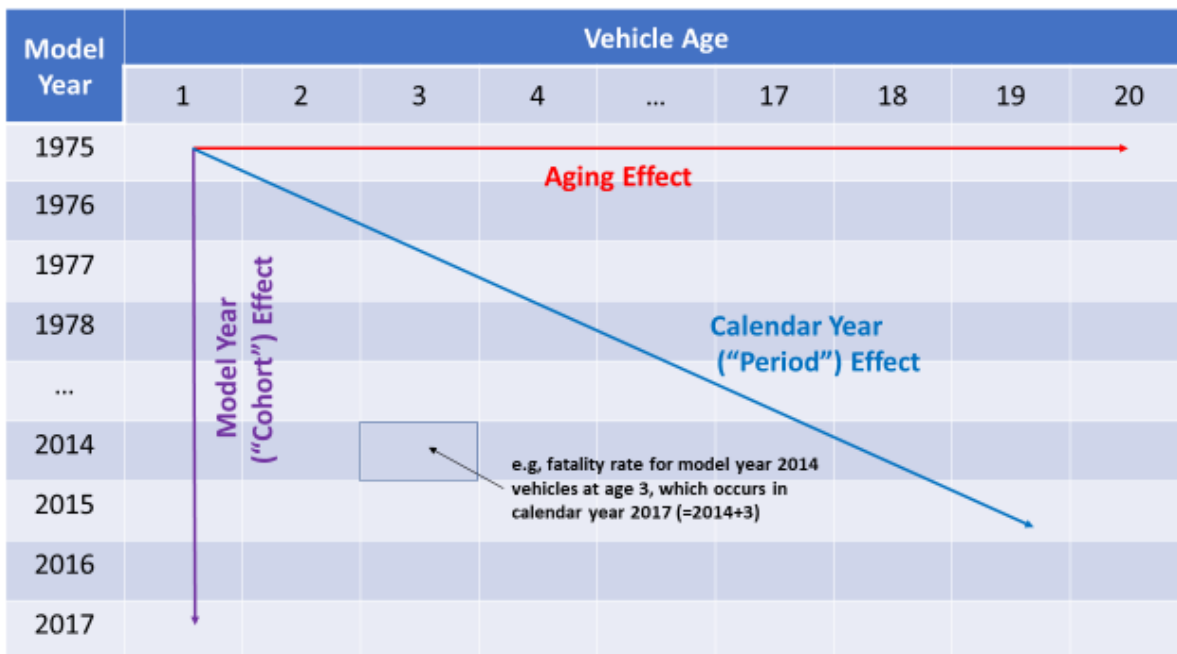 Model
Year
Vehicle Age
1 2 3 4 ... 17 18 19 20
1975
Aging Effect
1976
1977
1978
Model Year
("Cohort") Effect
Calendar Year
("Period") Effect
...
2014
e.g, fatality rate for model year 2014
vehicles at age 3, which occurs in
calendar year 2017 (=2014+3)
2015
2016
2017